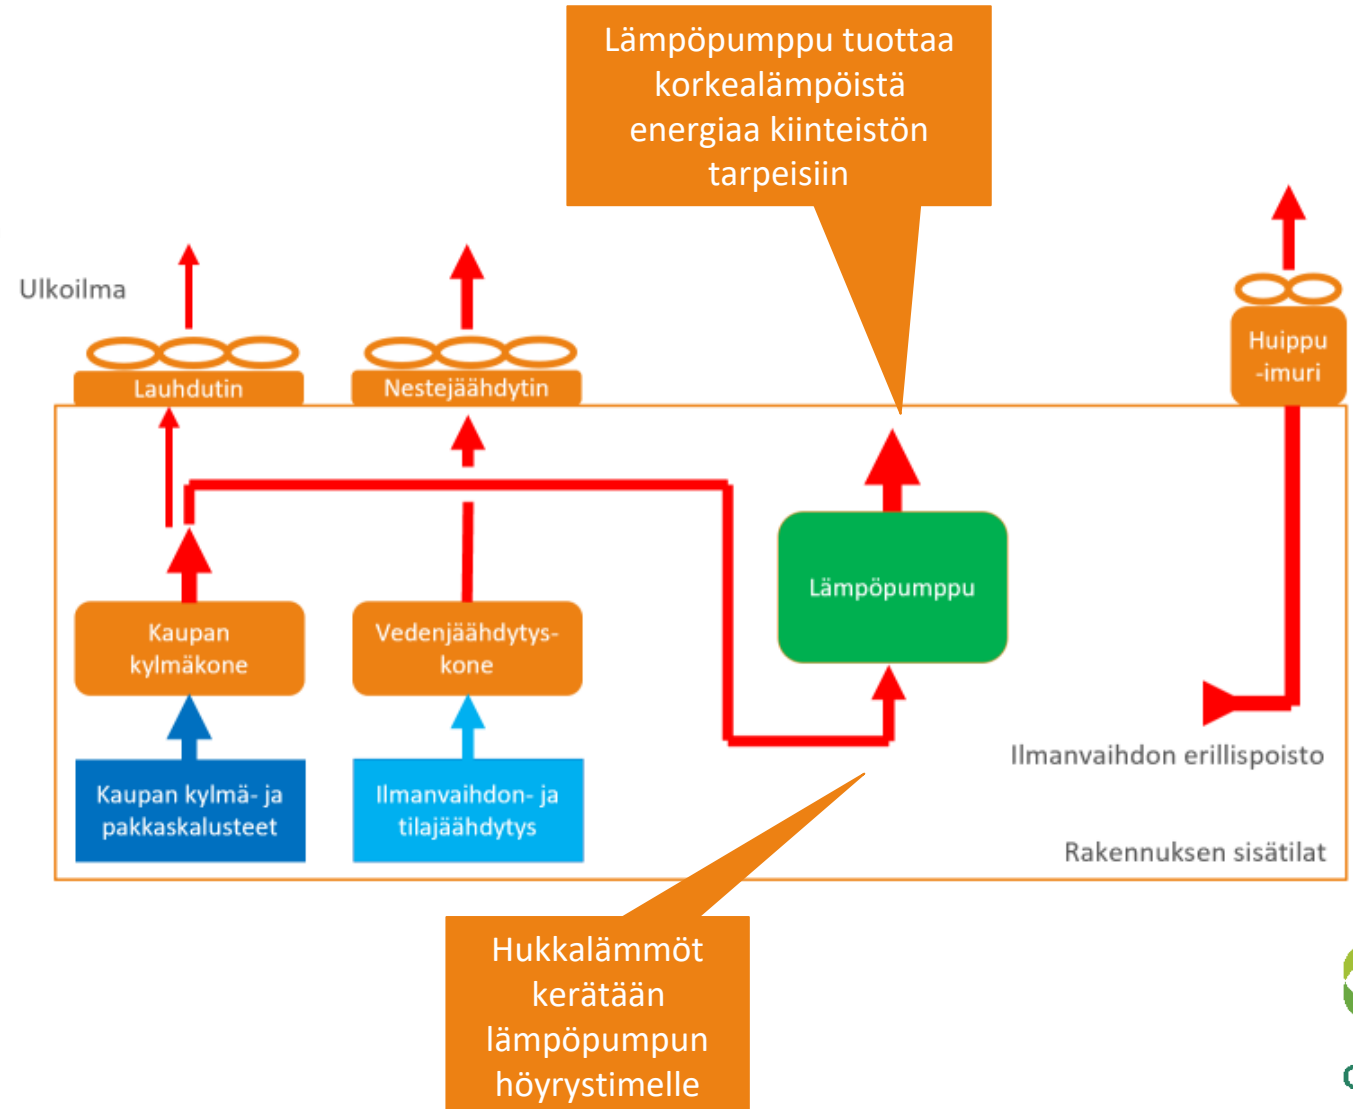 Lämpöpumppu tuottaa
korkealämpöistä
energiaa kiinteistön
tarpeisiin
Ulkoilma
Lauhdutin
Nestejäähdytin
Huippu
-imuri
Kaupan
kylmäkone
Vedenjäähdytys-
kone
Lämpöpumppu
Kaupan kylmä- ja
pakkaskalusteet
Ilmanvaihdon- ja
tilajäähdytys
Ilmanvaihdon erillispoisto
Rakennuksen sisätilat
Hukkalämmöt
kerätään
lämpöpumpun
höyrystimelle